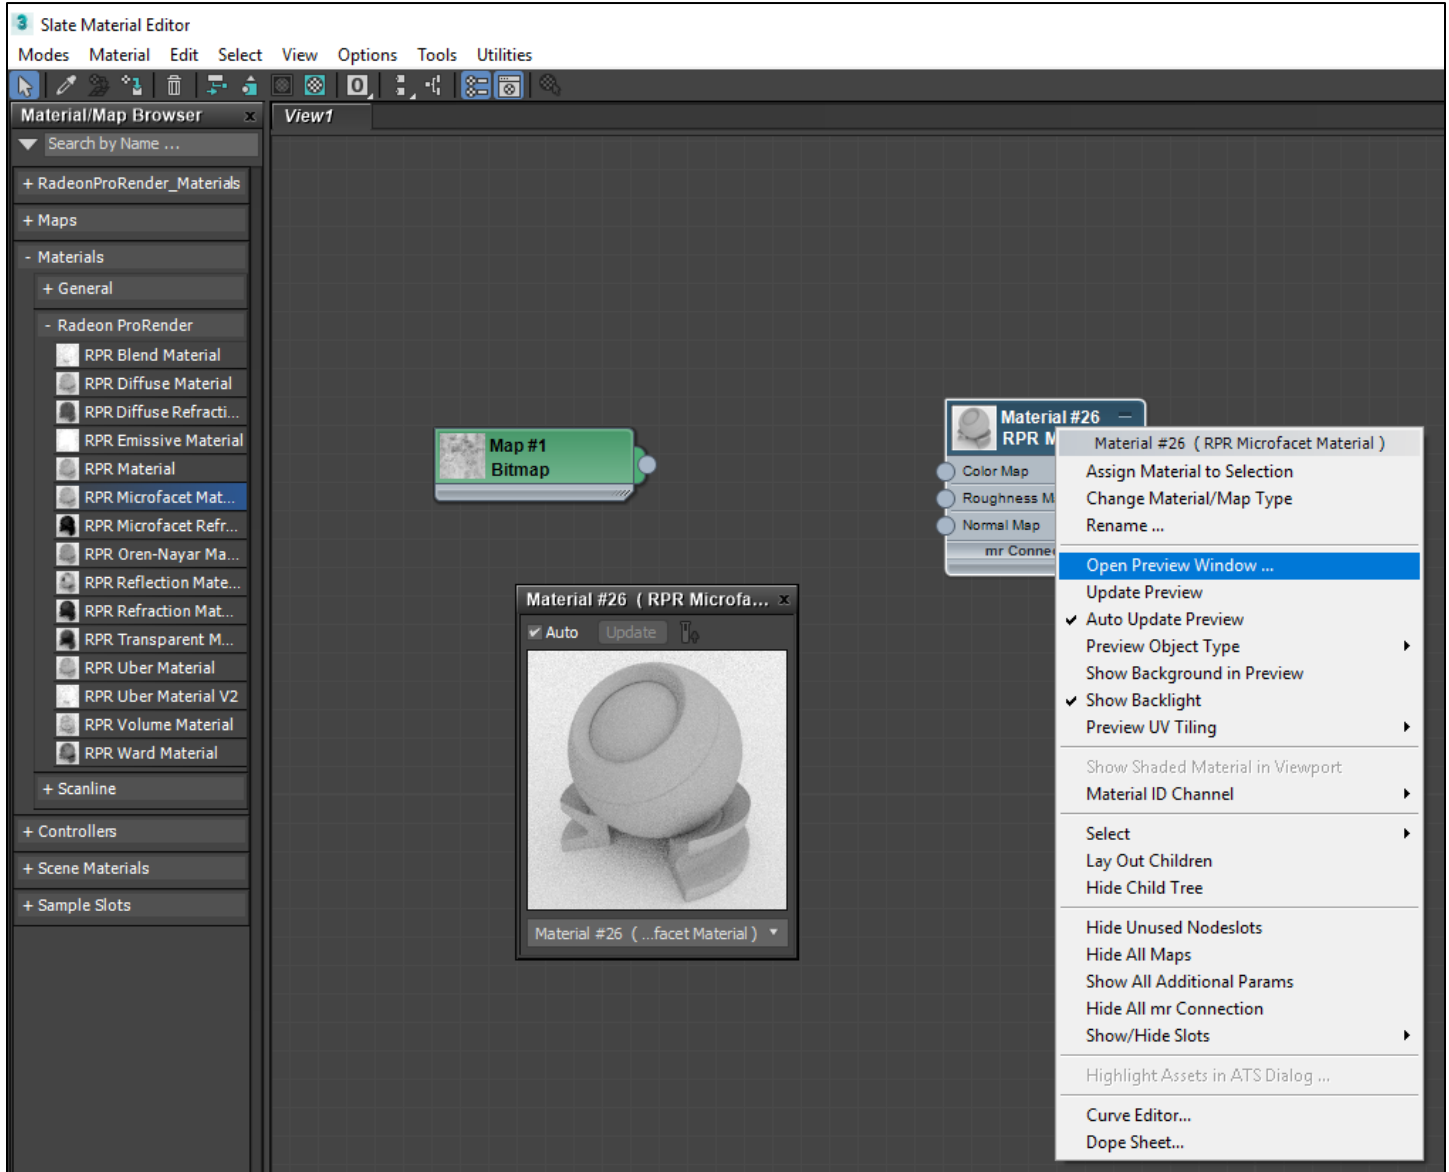 3 Slate Material Editor
Modes Material Edit Select View Options Tools Utilities
0
Material/Map Browser x
View1
Search by Name ...
+ RadeonProRender_Materials
+ Maps
- Materials
+ General
- Radeon ProRender
RPR Blend Material
RPR Diffuse Material
RPR Diffuse Refracti...
RPR Emissive Material
RPR Material
RPR Microfacet Mat...
RPR Microfacet Refr...
RPR Oren-Nayar Ma...
RPR Reflection Mate...
RPR Refraction Mat...
RPR Transparent M...
RPR Uber Material
RPR Uber Material V2
RPR Volume Material
RPR Ward Material
+ Scanline
+ Controllers
+ Scene Materials
+ Sample Slots
Map #1
Bitmap
Material #26
RPR M
Color Map
Roughness M
Normal Map
mr Connec
Material #26 ( RPR Microfa... x
Auto Update
Material #26 ( ...facet Material )
Material #26 ( RPR Microfacet Material )
Assign Material to Selection
Change Material/Map Type
Rename ...
Open Preview Window ...
Update Preview
Auto Update Preview
Preview Object Type
Show Background in Preview
Show Backlight
Preview UV Tiling
Show Shaded Material in Viewport
Material ID Channel
Select
Lay Out Children
Hide Child Tree
Hide Unused Nodeslots
Hide All Maps
Show All Additional Params
Hide All mr Connection
Show/Hide Slots
Highlight Assets in ATS Dialog ...
Curve Editor...
Dope Sheet...